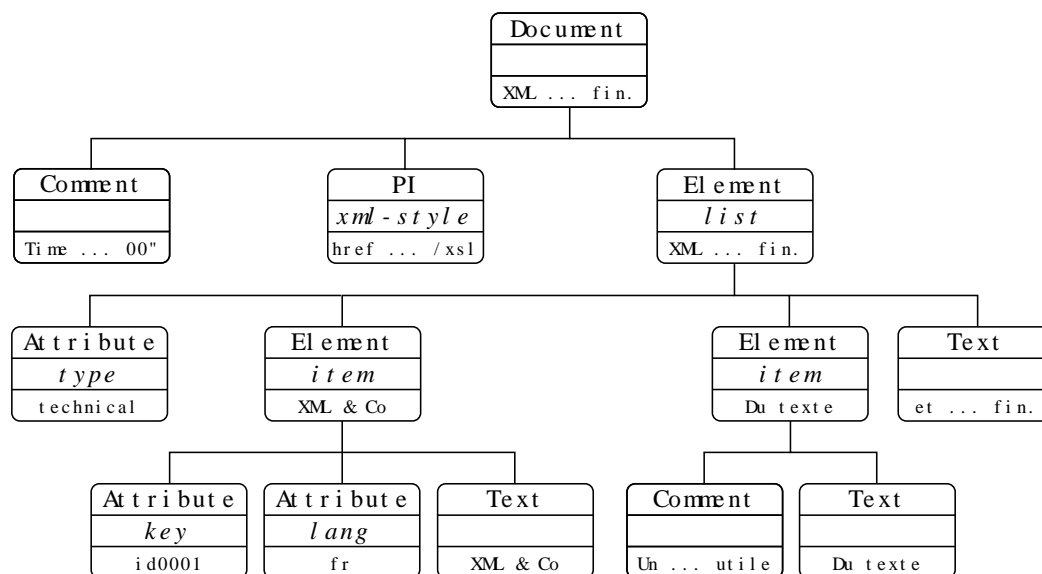 Document
XML ... fin.
Comment
Time ... 00"
PI
xml-style
href ... /xsl
Element
list
XML ... fin.
Attribute
type
technical
Element
item
XML & Co
Element
item
Du texte
Text
et ... fin.
Attribute
key
id0001
Attribute
lang
fr
Text
XML & Co
Comment
Un ... utile
Text
Du texte